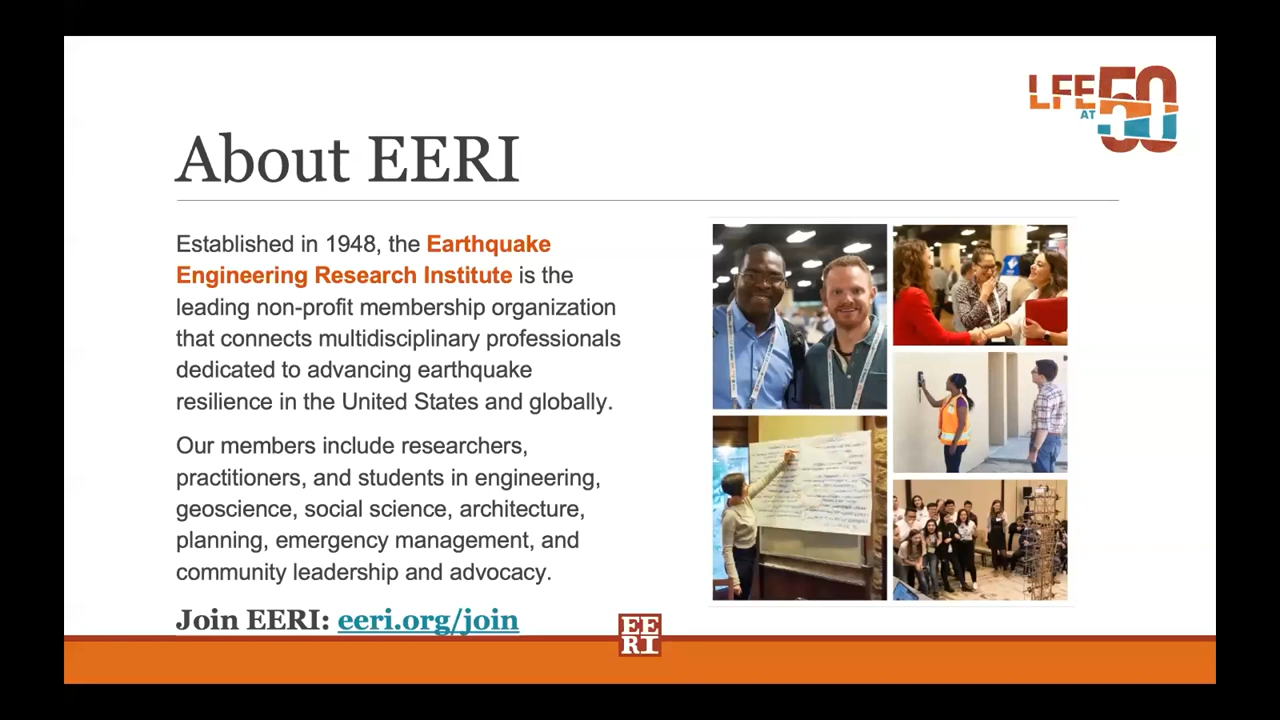 LFE AT 50
About EERI
Established in 1948, the Earthquake
Engineering Research Institute is the
leading non-profit membership organization
that connects multidisciplinary professionals
dedicated to advancing earthquake
resilience in the United States and globally.
Our members include researchers,
practitioners, and students in engineering,
geoscience, social science, architecture,
planning, emergency management, and
community leadership and advocacy.
Join EERI: eeri.org/join
EE
RI